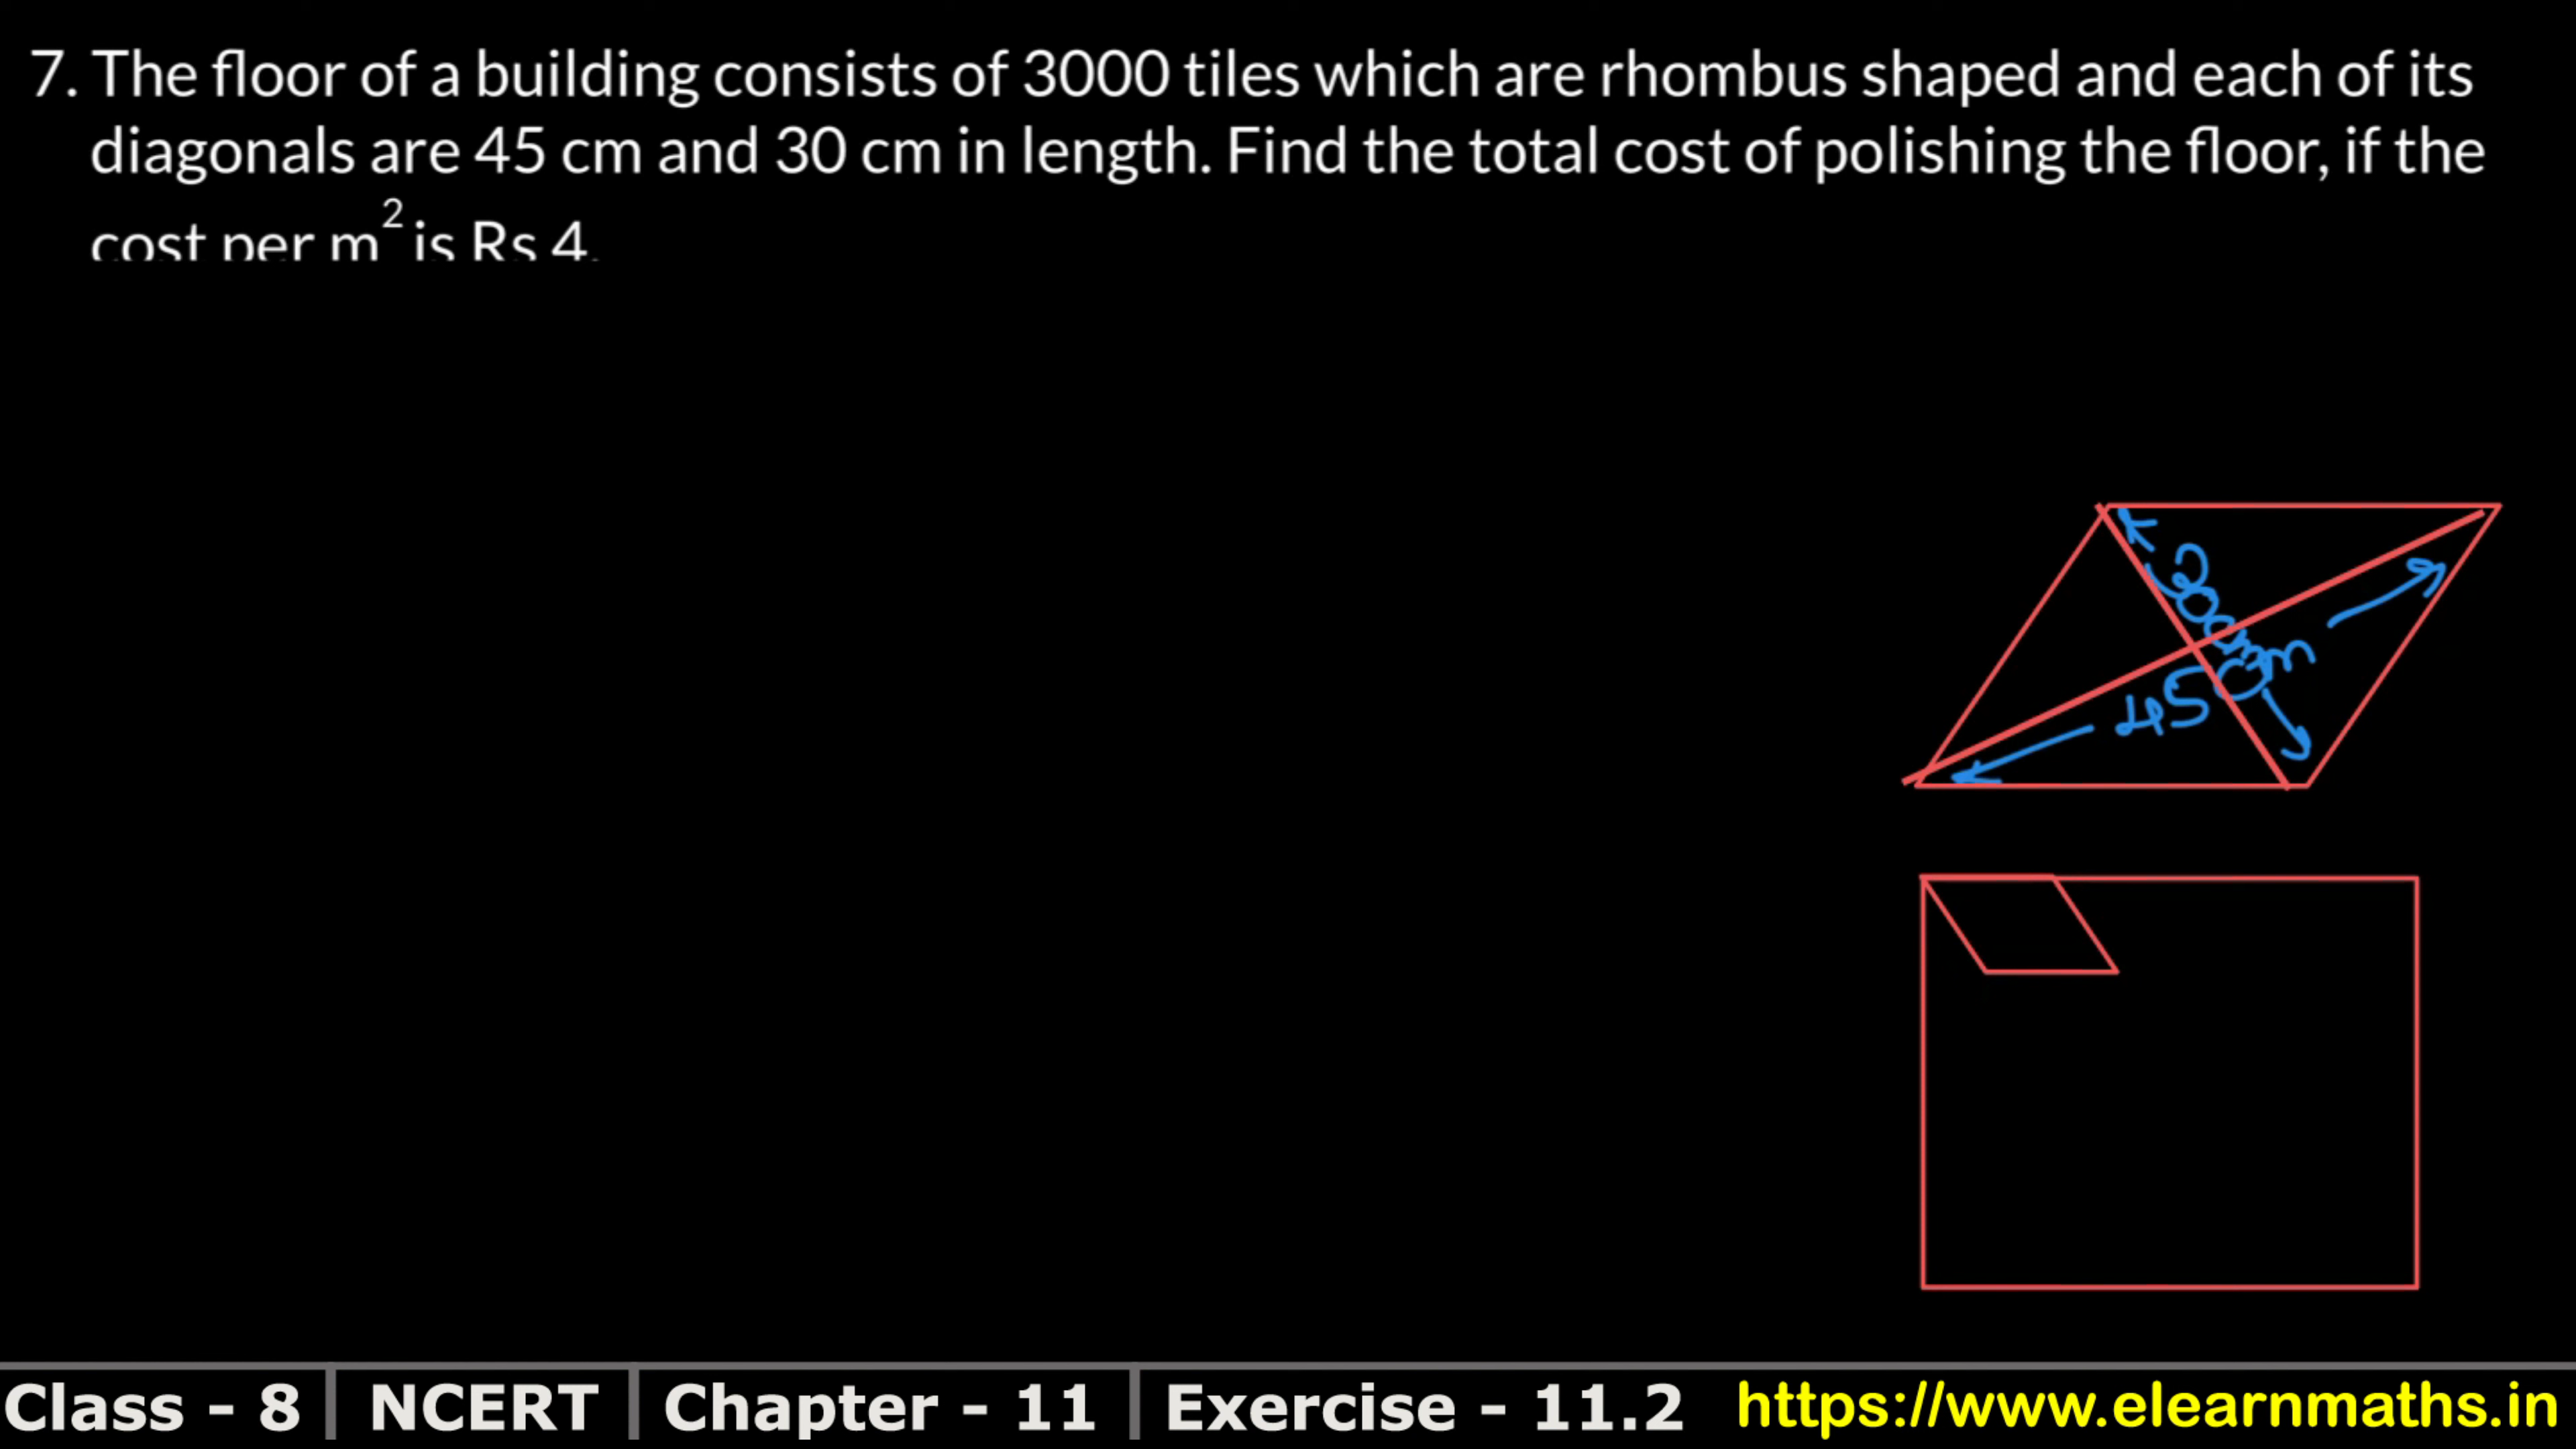 7. The floor of a building consists of 3000 tiles which are rhombus shaped and each of its
diagonals are 45 cm and 30 cm in length. Find the total cost of polishing the floor, if the
cost per m² is Rs 4.
30cm
45cm
Class - 8 | NCERT | Chapter - 11 | Exercise - 11.2 https://www.elearnmaths.in